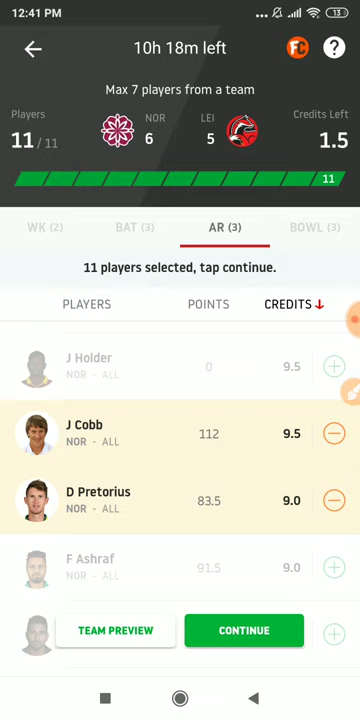 12:41 PM
13
10h 18m left
FC
?
Max 7 players from a team
Players
NOR
LEI
Credits Left
11 / 11
6
5
1.5
11
WK (2)
BAT (3)
AR (3)
BOWL (3)
11 players selected, tap continue.
PLAYERS
POINTS
CREDITS
J Holder
NOR - ALL
0
9.5
J Cobb
NOR - ALL
112
9.5
D Pretorius
NOR - ALL
83.5
9.0
F Ashraf
NOR - ALL
91.5
9.0
TEAM PREVIEW
CONTINUE